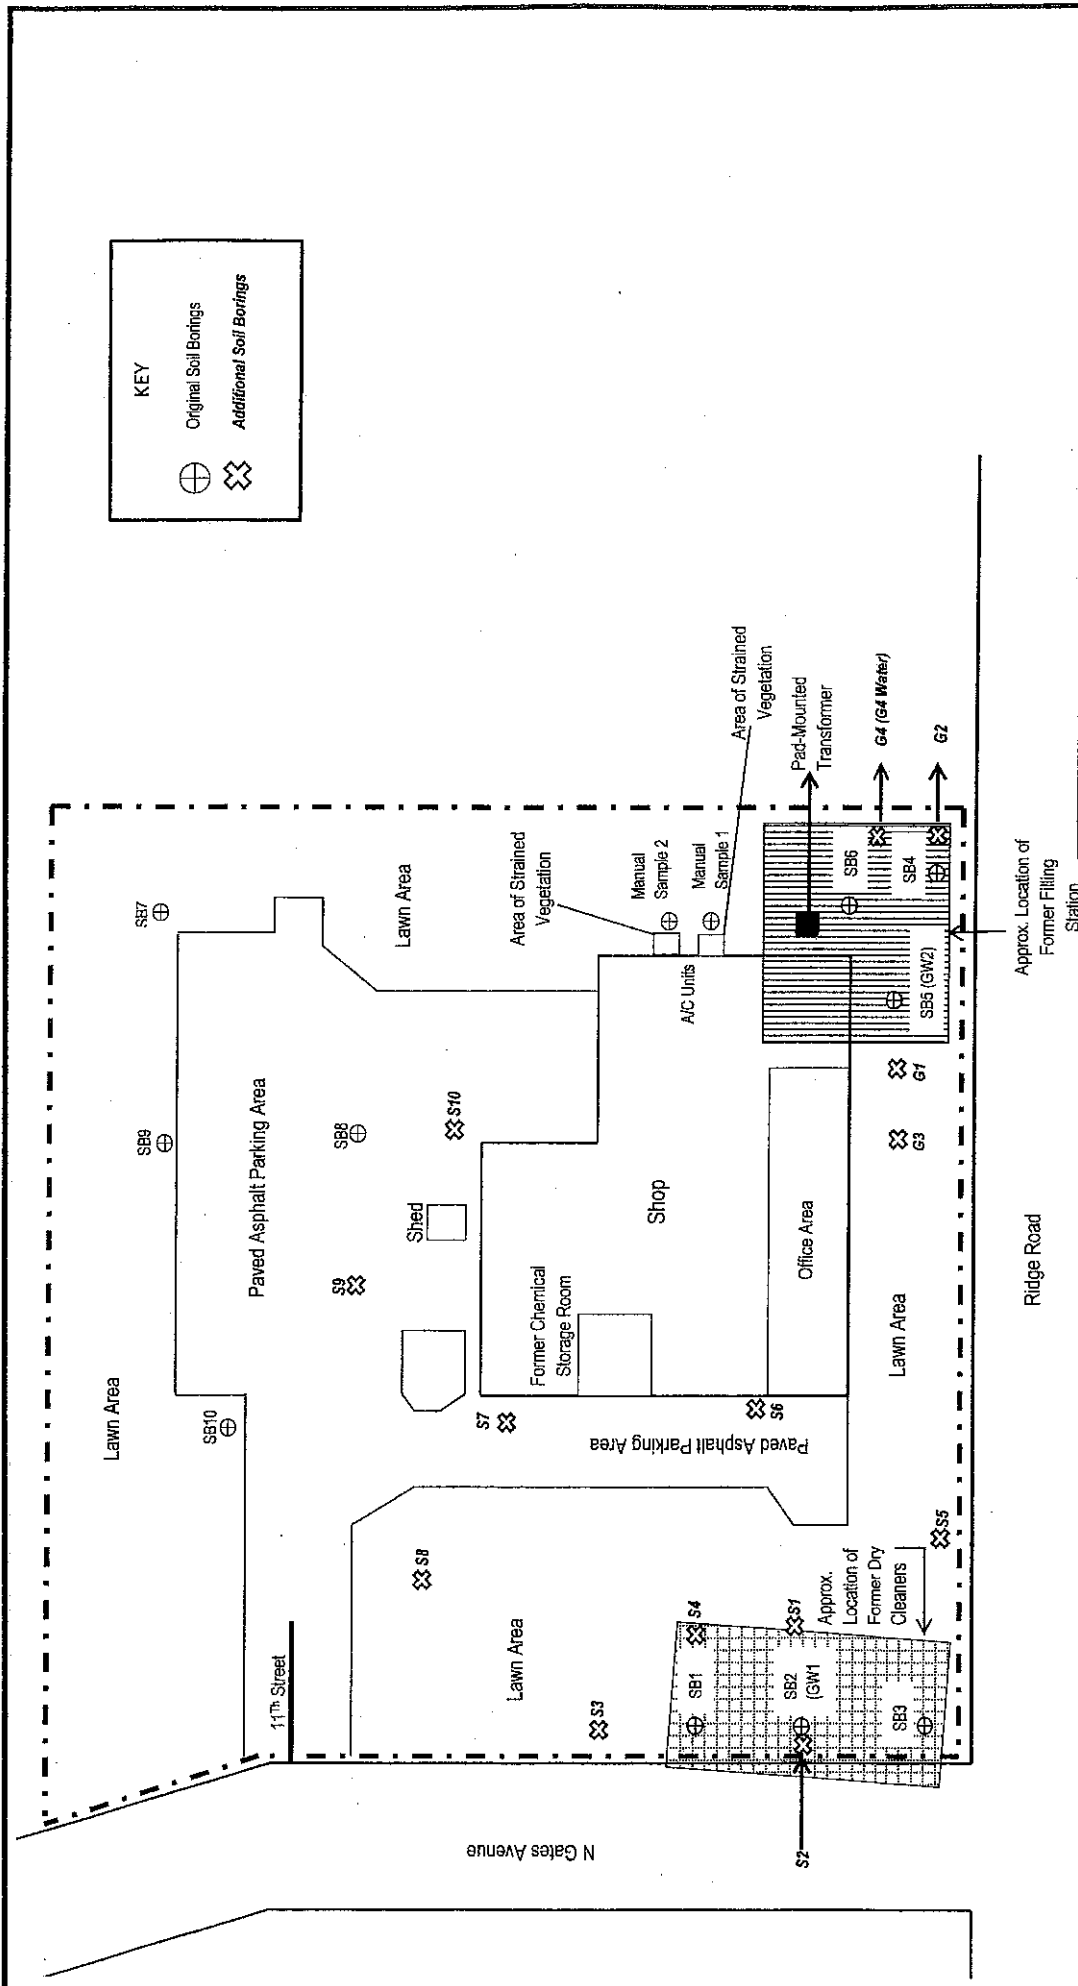 KEY
Original Soil Borings
Additional Soil Borings
Lawn Area
SB7
SB9
SB10
Paved Asphalt Parking Area
SB8
S10
S9
Shed
Lawn Area
11Th Street
Area of Strained
Vegetation
Manual
Sample 2
Manual
Sample 1
Area of Strained
Vegetation
A/C Units
Pad-Mounted
Transformer
Shop
Former Chemical
Storage Room
Office Area
S7
S6
Paved Asphalt Parking Area
S8
Lawn Area
S3
S4
S1
SB1
SB2
(GW1
SB3
S2
Approx.
Location of
Former Dry
Cleaners
S5
Lawn Area
G3
G1
SB5 (GW2)
SB6
SB4
G4 (G4 Water)
G2
N Gates Avenue
Ridge Road
Approx. Location of
Former Filling
Station